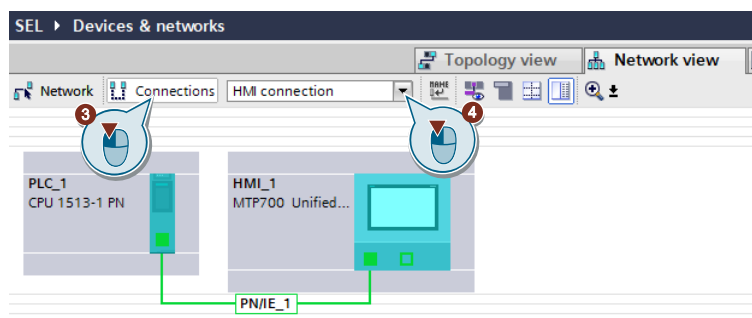 SEL ▸ Devices & networks
Topology view
Network view
Network
Connections
HMI connection
NAME
3
4
PLC_1
CPU 1513-1 PN
HMI_1
MTP700 Unified...
PN/IE_1